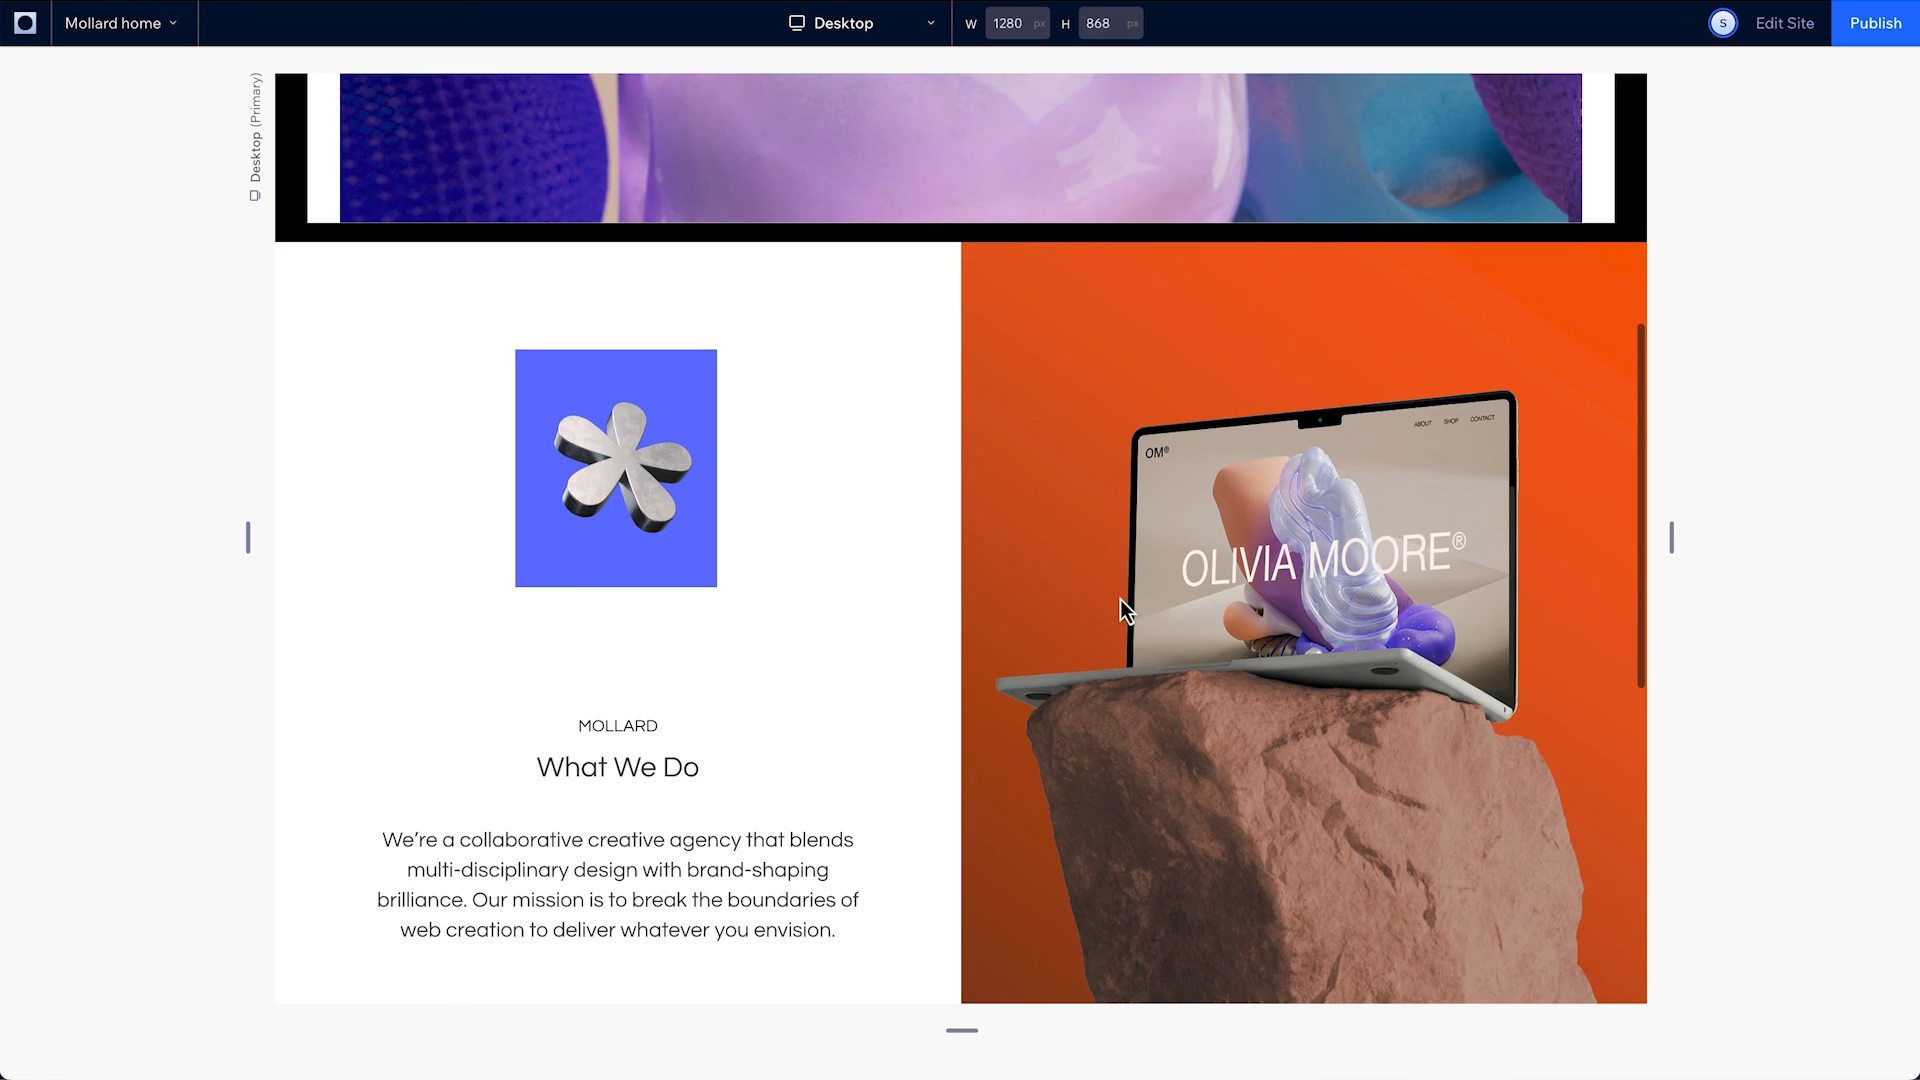 Mollard home
Desktop
W 1280 px H 868 px
S
Edit Site
Publish
Desktop (Primary)
ABOUT SHOP CONTACT
OM®
OLIVIA MOORE®
MOLLARD
What We Do
We’re a collaborative creative agency that blends
multi-disciplinary design with brand-shaping
brilliance. Our mission is to break the boundaries of
web creation to deliver whatever you envision.